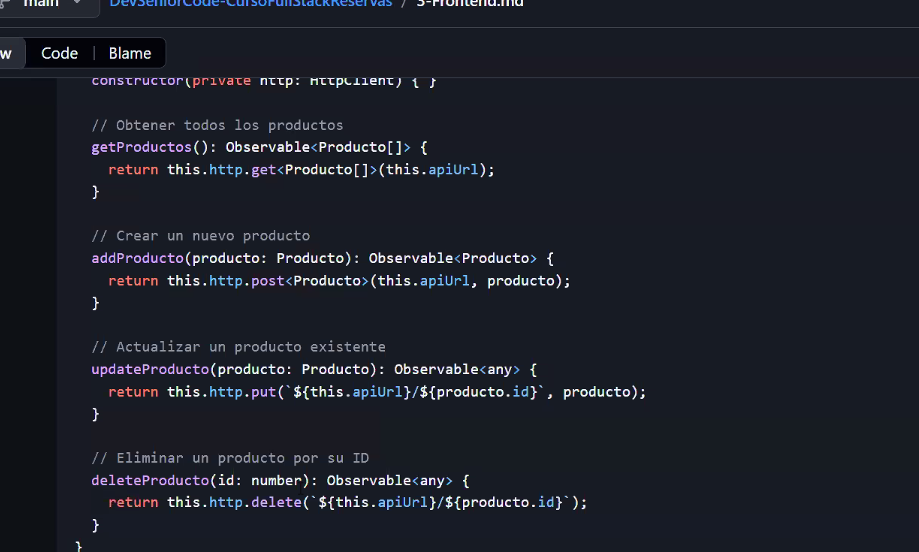 main
DevSeniorCode-CursoFullStackReservas / 3-Frontend.md
w Code Blame
constructor(private http: HttpClient) { }
// Obtener todos los productos
getProductos(): Observable<Producto[]> {
return this.http.get<Producto[]>(this.apiUrl);
}
// Crear un nuevo producto
addProducto(producto: Producto): Observable<Producto> {
return this.http.post<Producto>(this.apiUrl, producto);
}
// Actualizar un producto existente
updateProducto(producto: Producto): Observable<any> {
return this.http.put(`${this.apiUrl}/${producto.id}`, producto);
}
// Eliminar un producto por su ID
deleteProducto(id: number): Observable<any> {
return this.http.delete(`${this.apiUrl}/${producto.id}`);
}
}